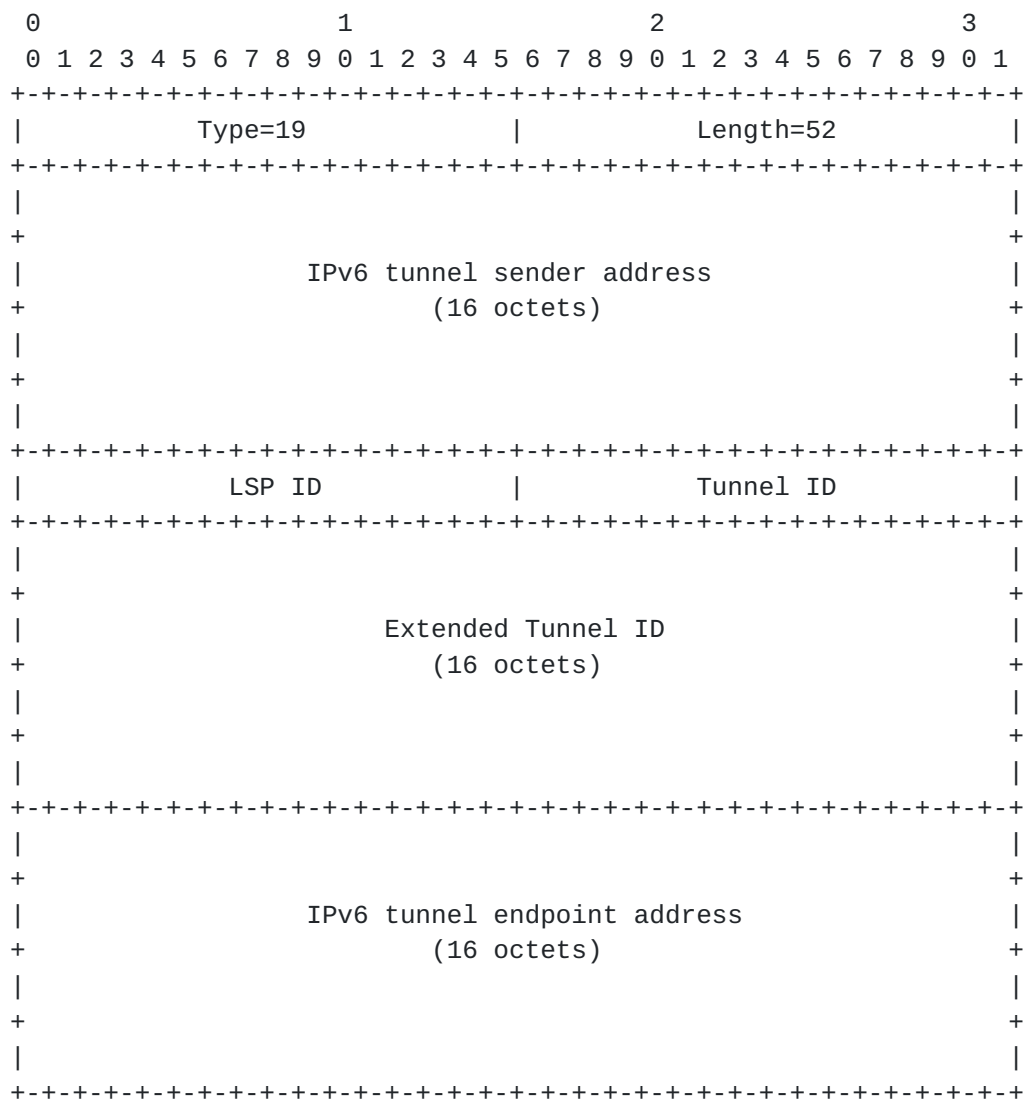 0                   1                   2                   3
 0 1 2 3 4 5 6 7 8 9 0 1 2 3 4 5 6 7 8 9 0 1 2 3 4 5 6 7 8 9 0 1
+-+-+-+-+-+-+-+-+-+-+-+-+-+-+-+-+-+-+-+-+-+-+-+-+-+-+-+-+-+-+-+-+
|           Type=19             |           Length=52           |
+-+-+-+-+-+-+-+-+-+-+-+-+-+-+-+-+-+-+-+-+-+-+-+-+-+-+-+-+-+-+-+-+
|                                                               |
+                                                               +
|                  IPv6 tunnel sender address                   |
+                          (16 octets)                          +
|                                                               |
+                                                               +
|                                                               |
+-+-+-+-+-+-+-+-+-+-+-+-+-+-+-+-+-+-+-+-+-+-+-+-+-+-+-+-+-+-+-+-+
|             LSP ID            |           Tunnel ID           |
+-+-+-+-+-+-+-+-+-+-+-+-+-+-+-+-+-+-+-+-+-+-+-+-+-+-+-+-+-+-+-+-+
|                                                               |
+                                                               +
|                       Extended Tunnel ID                      |
+                          (16 octets)                          +
|                                                               |
+                                                               +
|                                                               |
+-+-+-+-+-+-+-+-+-+-+-+-+-+-+-+-+-+-+-+-+-+-+-+-+-+-+-+-+-+-+-+-+
|                                                               |
+                                                               +
|                  IPv6 tunnel endpoint address                 |
+                          (16 octets)                          +
|                                                               |
+                                                               +
|                                                               |
+-+-+-+-+-+-+-+-+-+-+-+-+-+-+-+-+-+-+-+-+-+-+-+-+-+-+-+-+-+-+-+-+